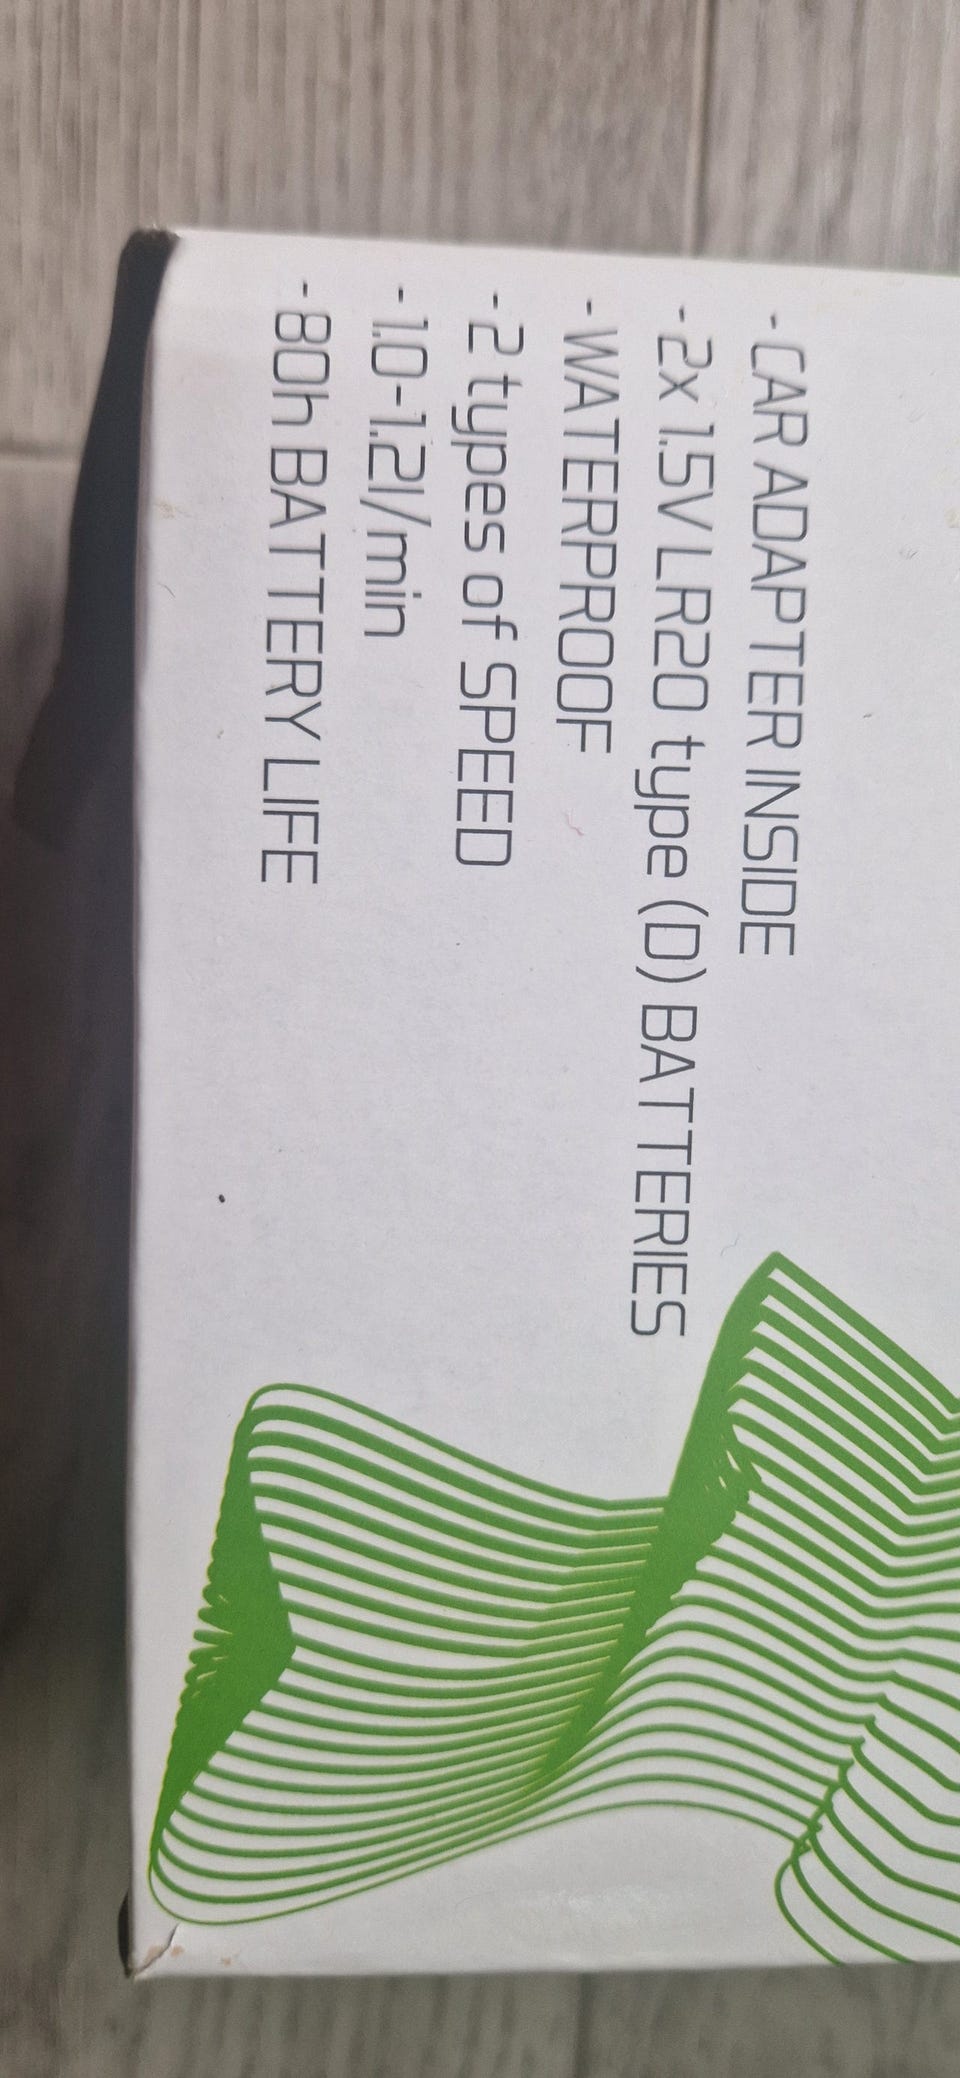 - CAR ADAPTER INSIDE
- 2x 1.5V LR20 type (D) BATTERIES
- WATERPROOF
- 2 types of SPEED
- 1.0-1.2l/min
- 80h BATTERY LIFE